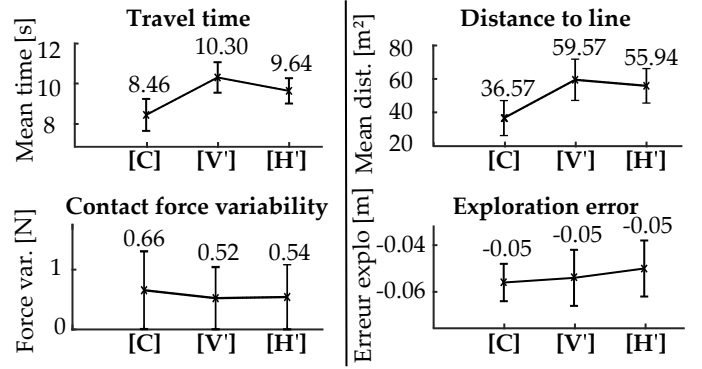 Travel time
Mean time [s]
12
10
8
8.46
10.30
9.64
[C] [V'] [H']
Distance to line
Mean dist. [m²]
80
60
40
20
36.57
59.57
55.94
[C] [V'] [H']
Contact force variability
Force var. [N]
1
0
0.66
0.52
0.54
[C] [V'] [H']
Exploration error
Erreur explo [m]
-0.04
-0.06
-0.05
-0.05
-0.05
[C] [V'] [H']